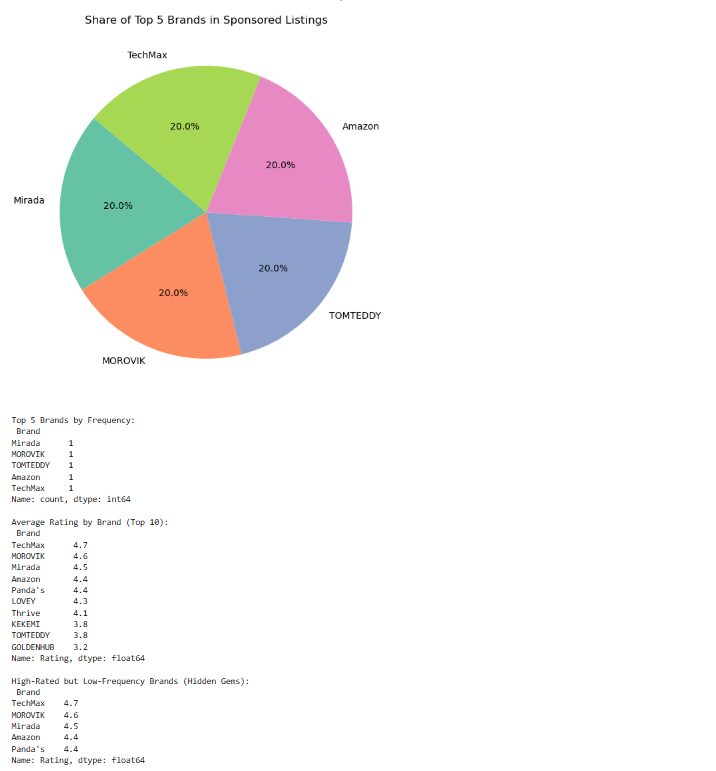 Share of Top 5 Brands in Sponsored Listings
TechMax
20.0%
Amazon
20.0%
Mirada
20.0%
20.0%
TOMTEDDY
20.0%
MOROVIK
Top 5 Brands by Frequency:
Brand
Mirada 1
MOROVIK 1
TOMTEDDY 1
Amazon 1
TechMax 1
Name: count, dtype: int64
Average Rating by Brand (Top 10):
Brand
TechMax 4.7
MOROVIK 4.6
Mirada 4.5
Amazon 4.4
Panda's 4.4
LOVEY 4.3
Thrive 4.1
KEKEMI 3.8
TOMTEDDY 3.8
GOLDENHUB 3.2
Name: Rating, dtype: float64
High-Rated but Low-Frequency Brands (Hidden Gems):
Brand
TechMax 4.7
MOROVIK 4.6
Mirada 4.5
Amazon 4.4
Panda's 4.4
Name: Rating, dtype: float64